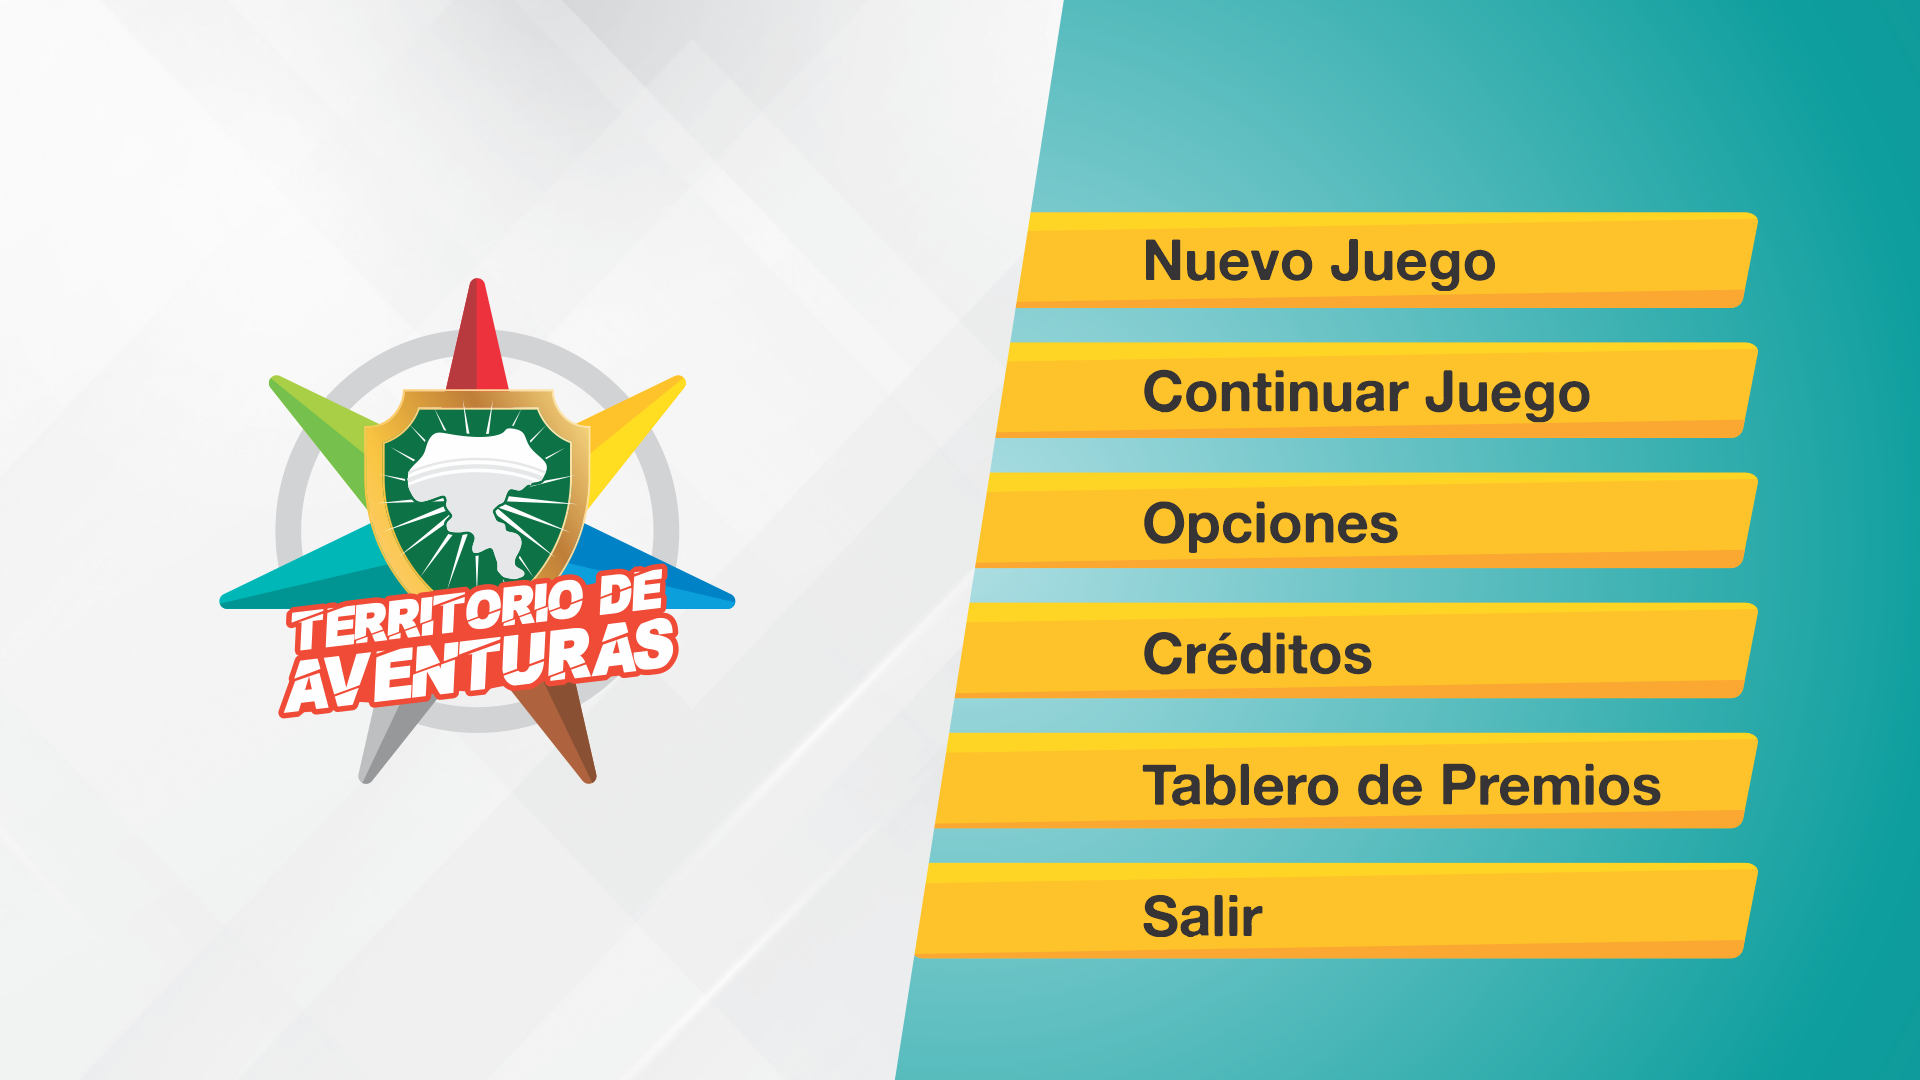 TERRITORIO DE
AVENTURAS
Nuevo Juego
Continuar Juego
Opciones
Créditos
Tablero de Premios
Salir